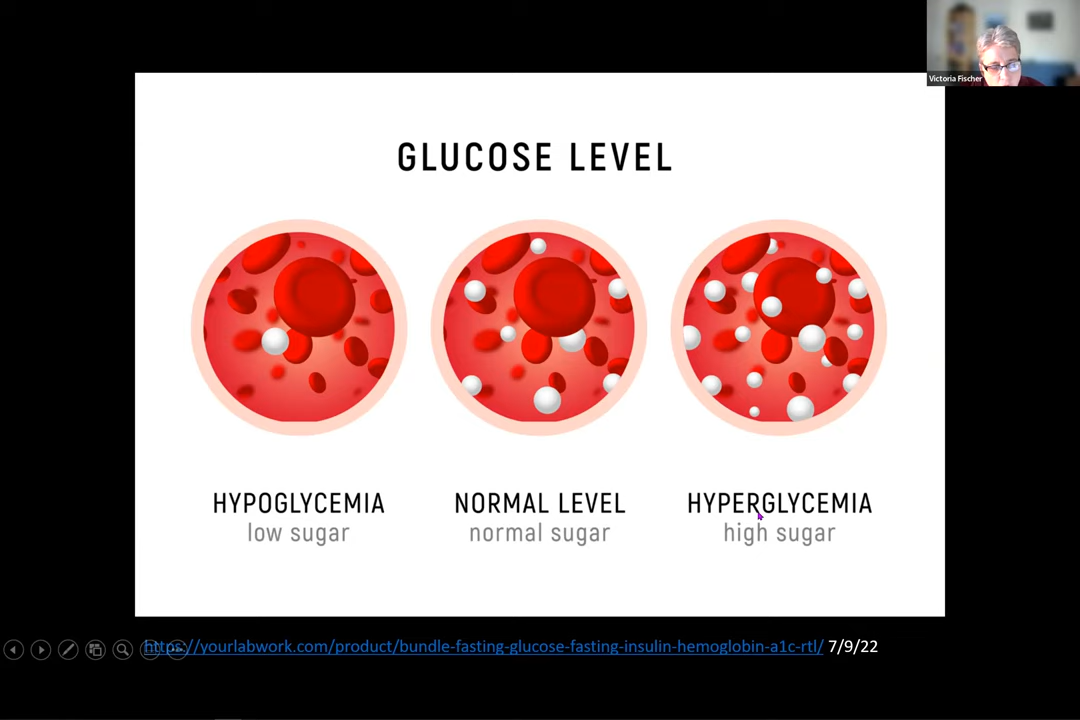 Victoria Fischer
GLUCOSE LEVEL
HYPOGLYCEMIA
low sugar
NORMAL LEVEL
normal sugar
HYPERGLYCEMIA
high sugar
https://yourlabwork.com/product/bundle-fasting-glucose-fasting-insulin-hemoglobin-a1c-rtl/ 7/9/22